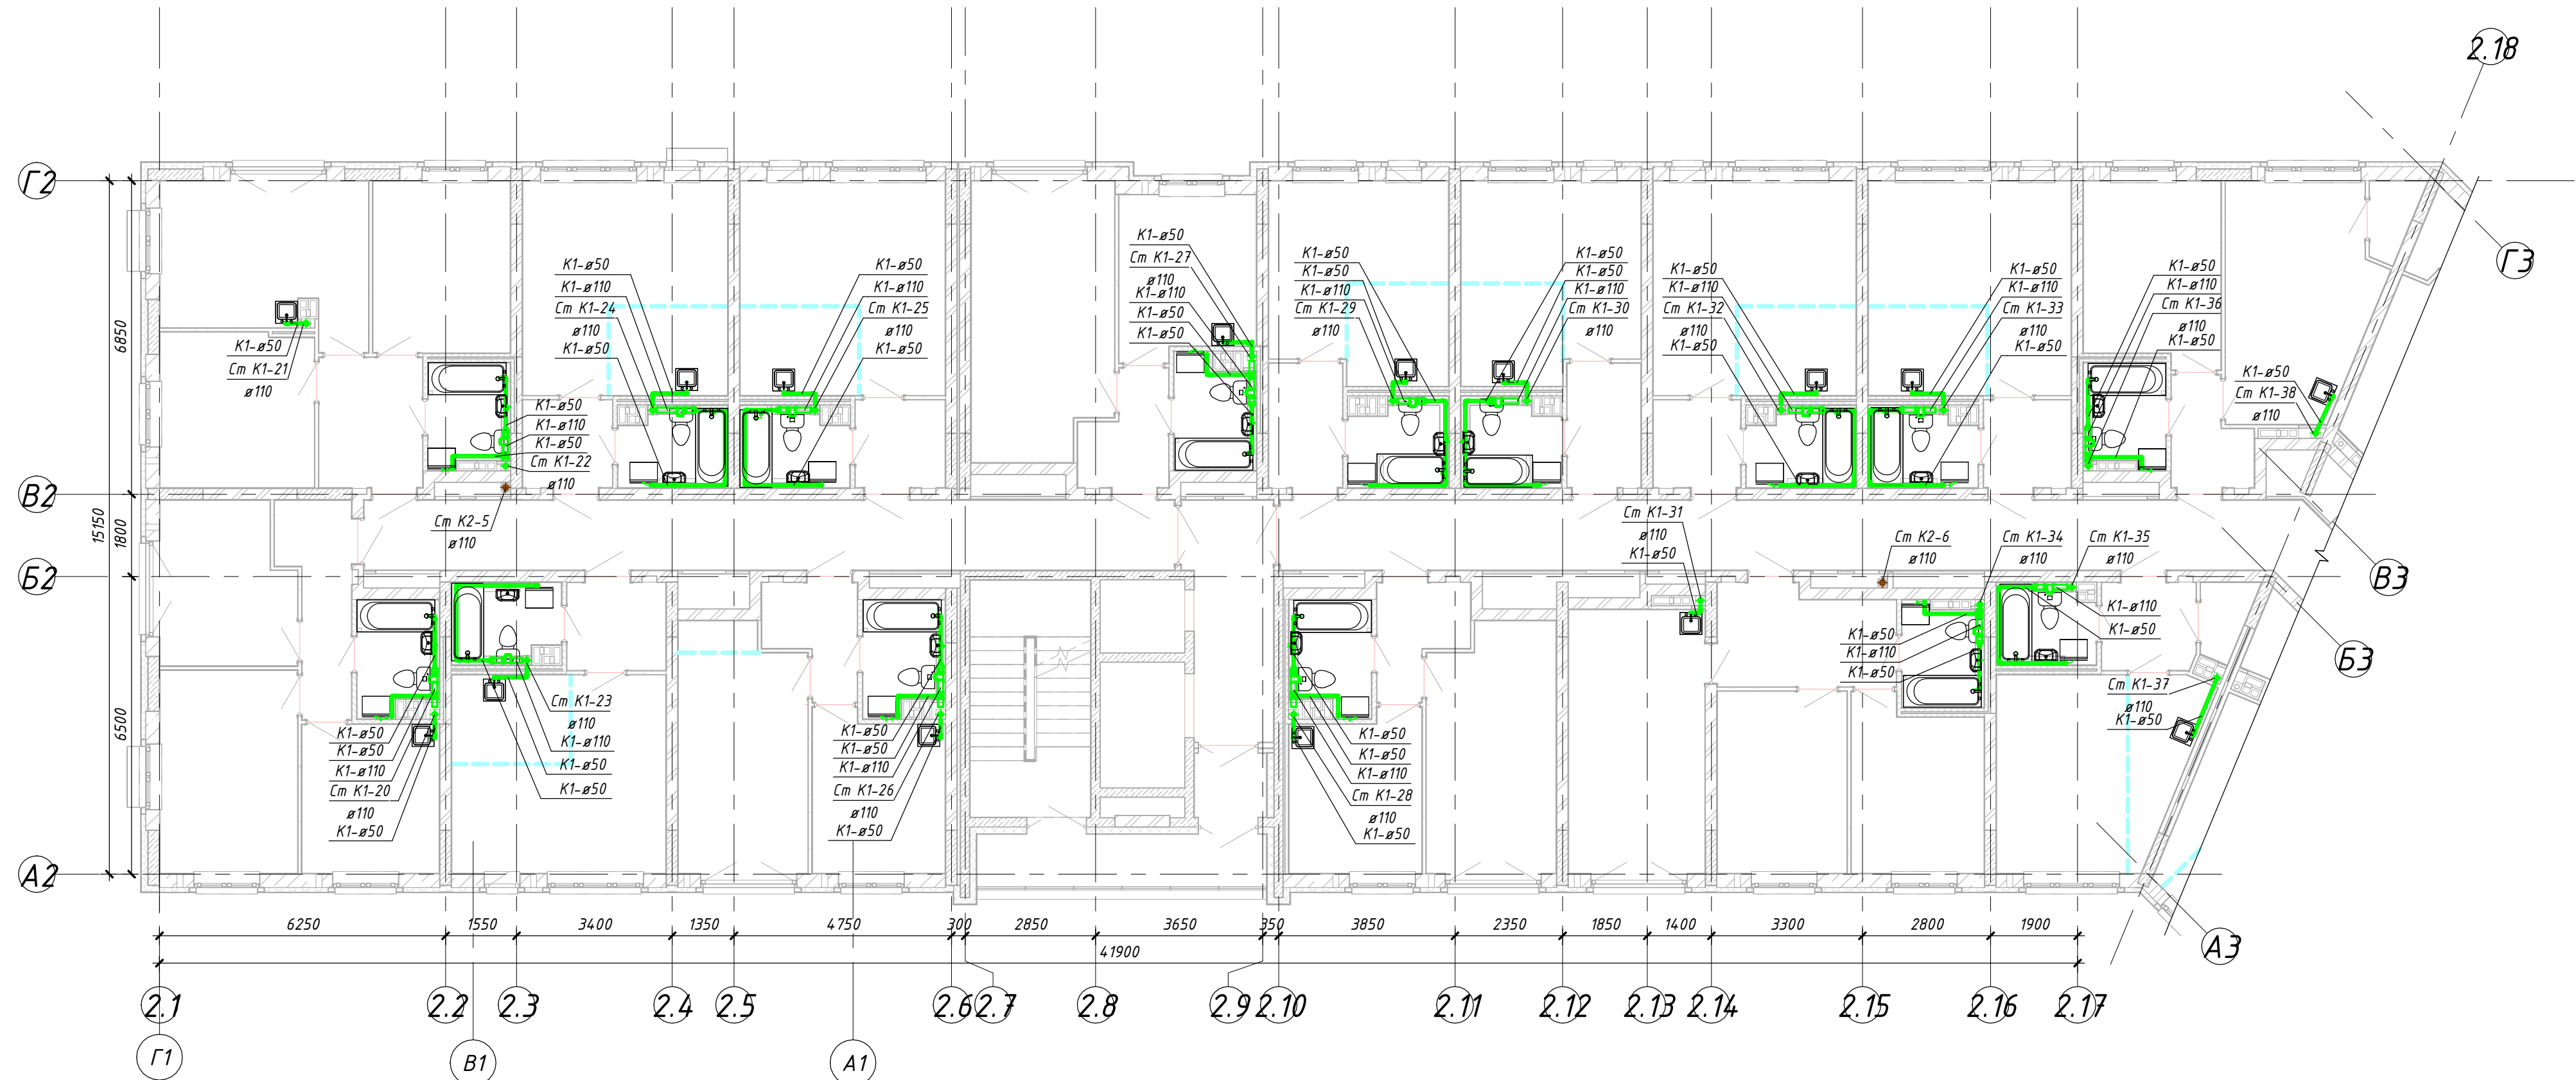 2.18
Г2
Г3
К1-ø50
Ст К1-21
ø110
К1-ø50
К1-ø110
К1-ø50
Ст К1-22
ø110
К1-ø50
К1-ø110
Ст К1-24
ø110
К1-ø50
К1-ø50
К1-ø110
Ст К1-25
ø110
К1-ø50
К1-ø50
Ст К1-27
ø110
К1-ø110
К1-ø50
К1-ø50
К1-ø50
К1-ø50
К1-ø110
Ст К1-29
ø110
К1-ø50
К1-ø50
К1-ø110
Ст К1-30
ø110
К1-ø50
К1-ø110
Ст К1-32
ø110
К1-ø50
К1-ø50
К1-ø110
Ст К1-33
ø110
К1-ø50
К1-ø50
К1-ø110
Ст К1-36
ø110
К1-ø50
К1-ø50
Ст К1-38
ø110
6850
В2
15150
1800
Б2
Ст К2-5
ø110
Ст К1-31
ø110
К1-ø50
Ст К2-6
ø110
Ст К1-34
ø110
Ст К1-35
ø110
В3
К1-ø110
К1-ø50
К1-ø50
К1-ø110
К1-ø50
Б3
Ст К1-37
ø110
К1-ø50
6500
К1-ø50
К1-ø50
К1-ø110
Ст К1-20
ø110
К1-ø50
Ст К1-23
ø110
К1-ø110
К1-ø50
К1-ø50
К1-ø50
К1-ø50
К1-ø110
Ст К1-26
ø110
К1-ø50
К1-ø50
К1-ø50
К1-ø110
Ст К1-28
ø110
К1-ø50
А2
А3
6250 1550 3400 1350 4750 300 2850 3650 350 3850 2350 1850 1400 3300 2800 1900
41900
2.1 2.2 2.3 2.4 2.5 2.6 2.7 2.8 2.9 2.10 2.11 2.12 2.13 2.14 2.15 2.16 2.17
Г1 В1 А1